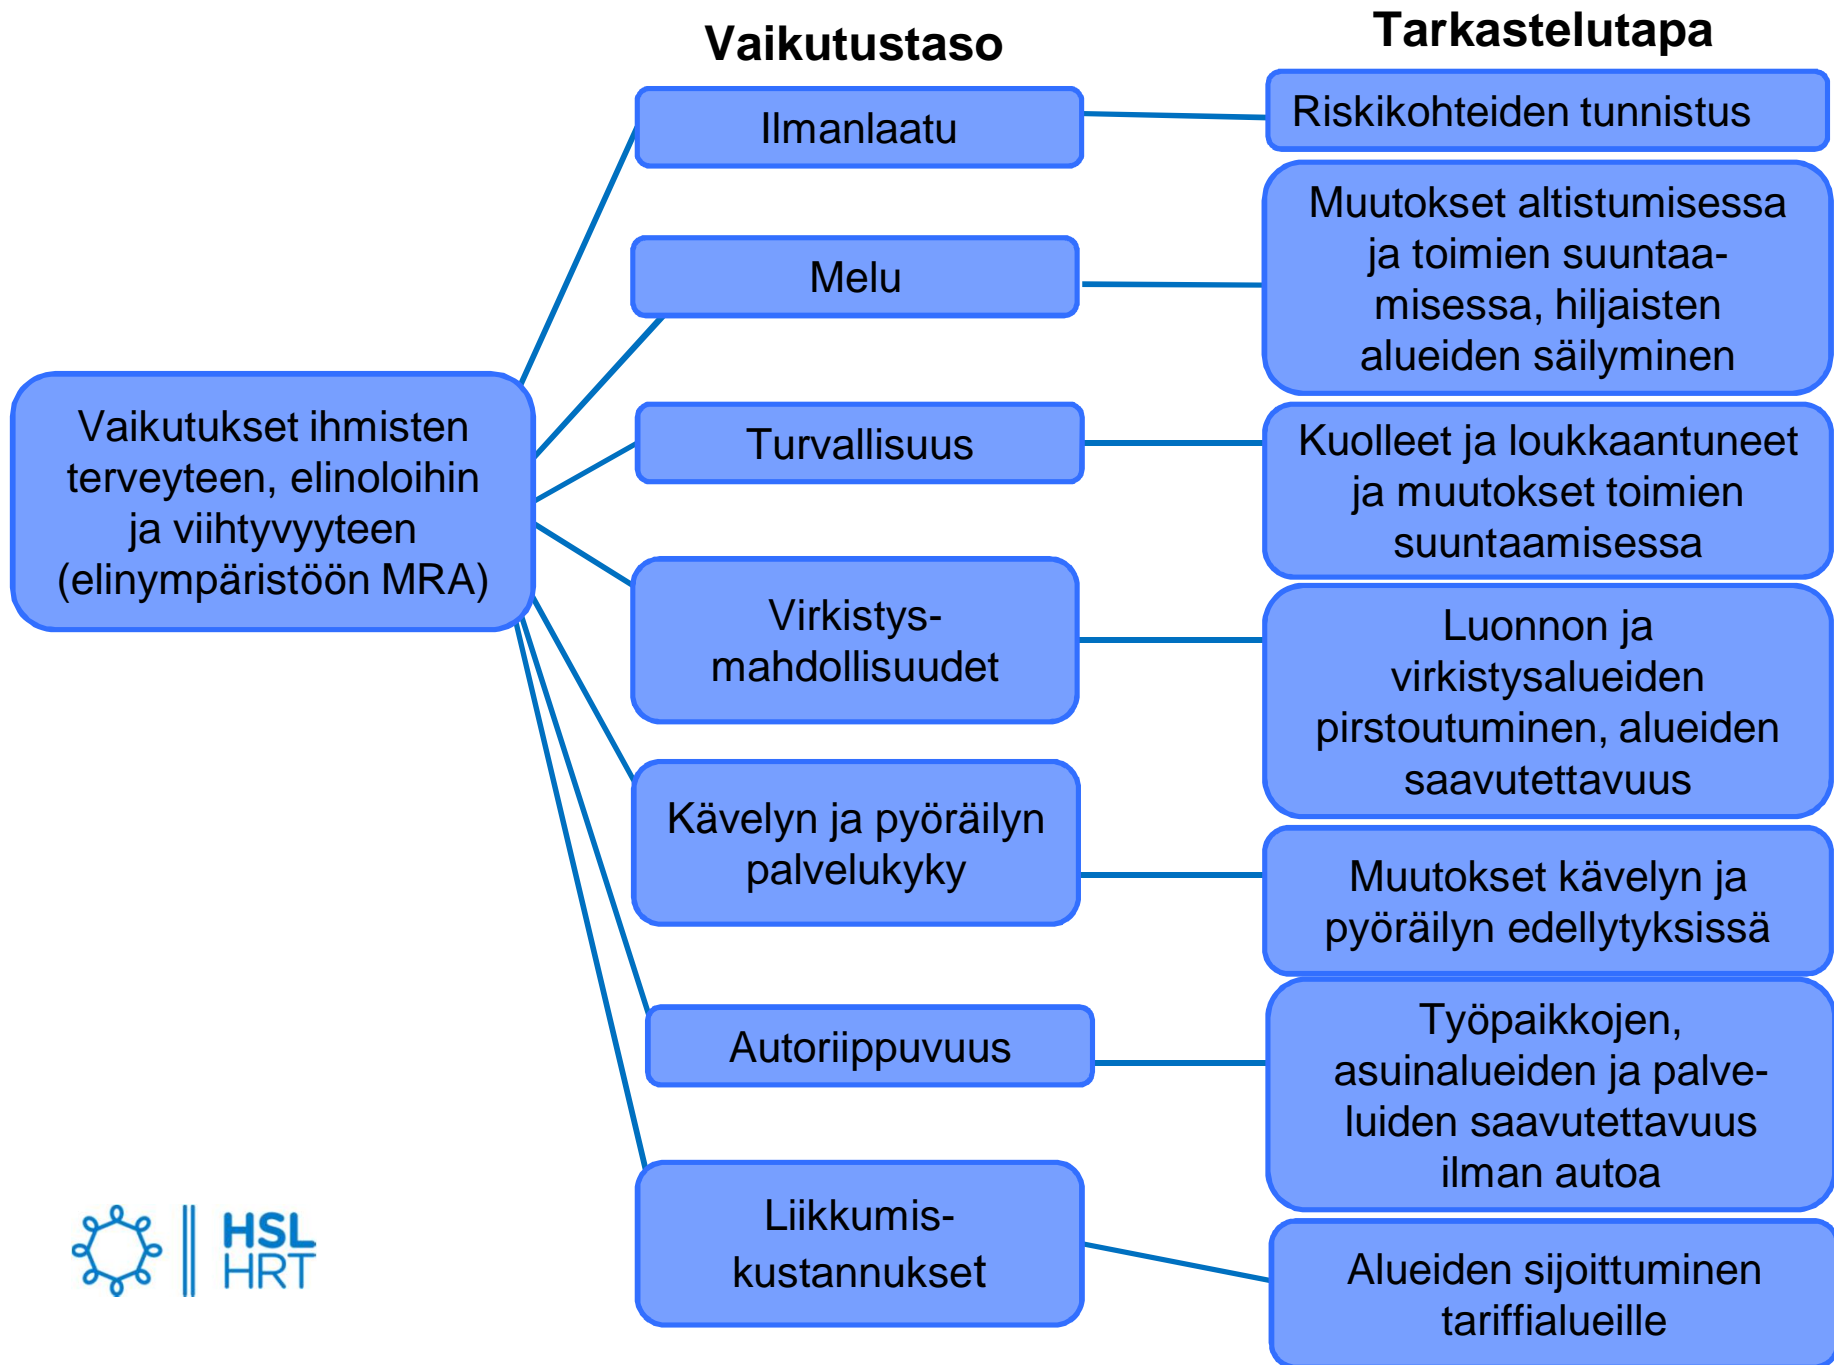 Vaikutustaso
Tarkastelutapa
Vaikutukset ihmisten
terveyteen, elinoloihin
ja viihtyvyyteen
(elinympäristöön MRA)
Ilmanlaatu
Riskikohteiden tunnistus
Melu
Muutokset altistumisessa
ja toimien suuntaa-
misessa, hiljaisten
alueiden säilyminen
Turvallisuus
Kuolleet ja loukkaantuneet
ja muutokset toimien
suuntaamisessa
Virkistys-
mahdollisuudet
Luonnon ja
virkistysalueiden
pirstoutuminen, alueiden
saavutettavuus
Kävelyn ja pyöräilyn
palvelukyky
Muutokset kävelyn ja
pyöräilyn edellytyksissä
Autoriippuvuus
Työpaikkojen,
asuinalueiden ja palve-
luiden saavutettavuus
ilman autoa
Liikkumis-
kustannukset
Alueiden sijoittuminen
tariffialueille
HSL
HRT